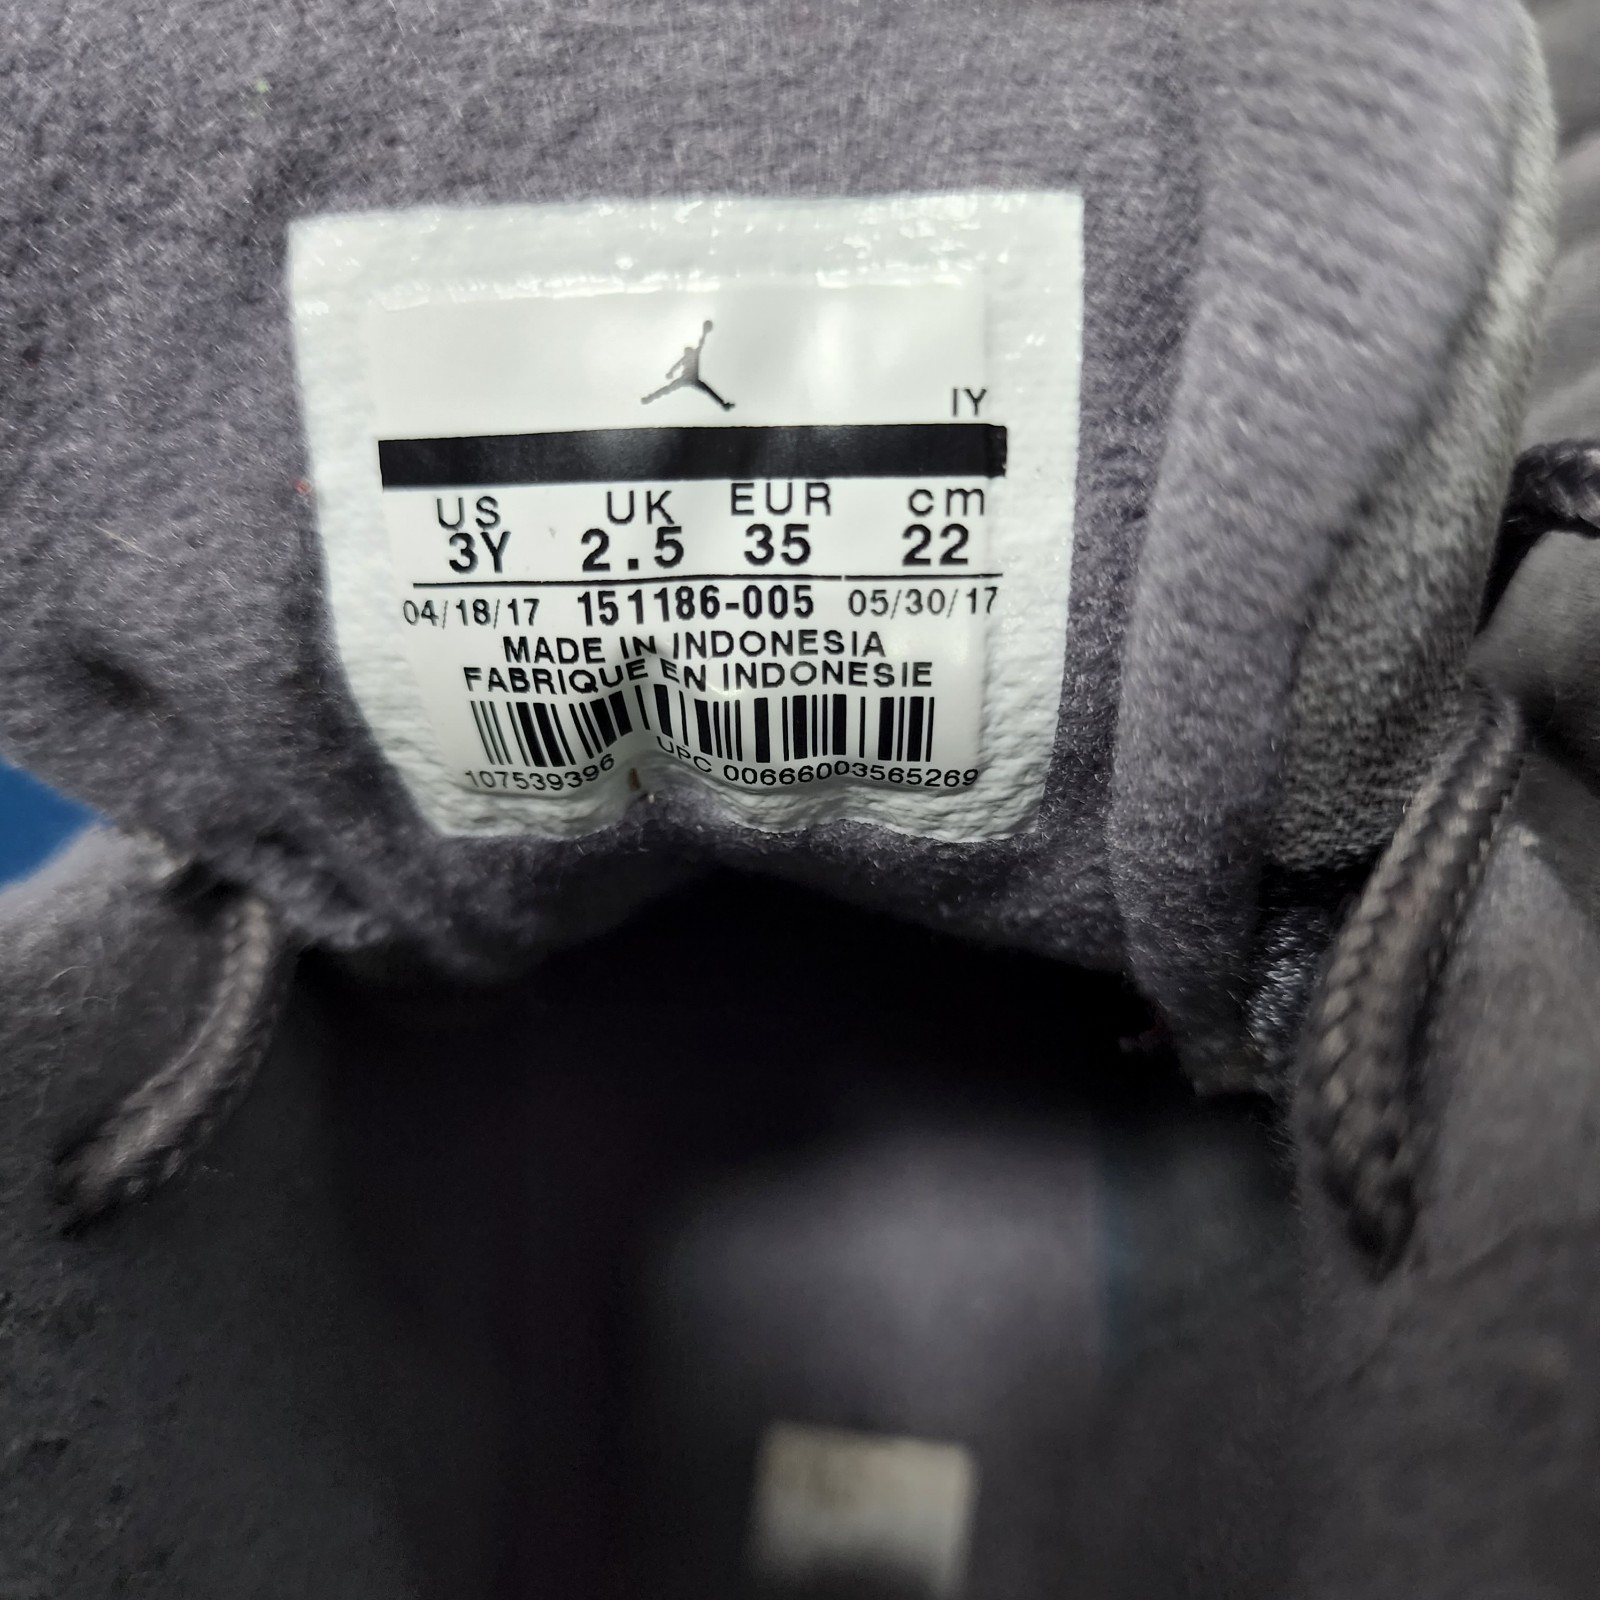 IY
US UK EUR cm
3Y 2.5 35 22
04/18/17 151186-005 05/30/17
MADE IN INDONESIA
FABRIQUE EN INDONESIE
107539396 UPC 00666003565269